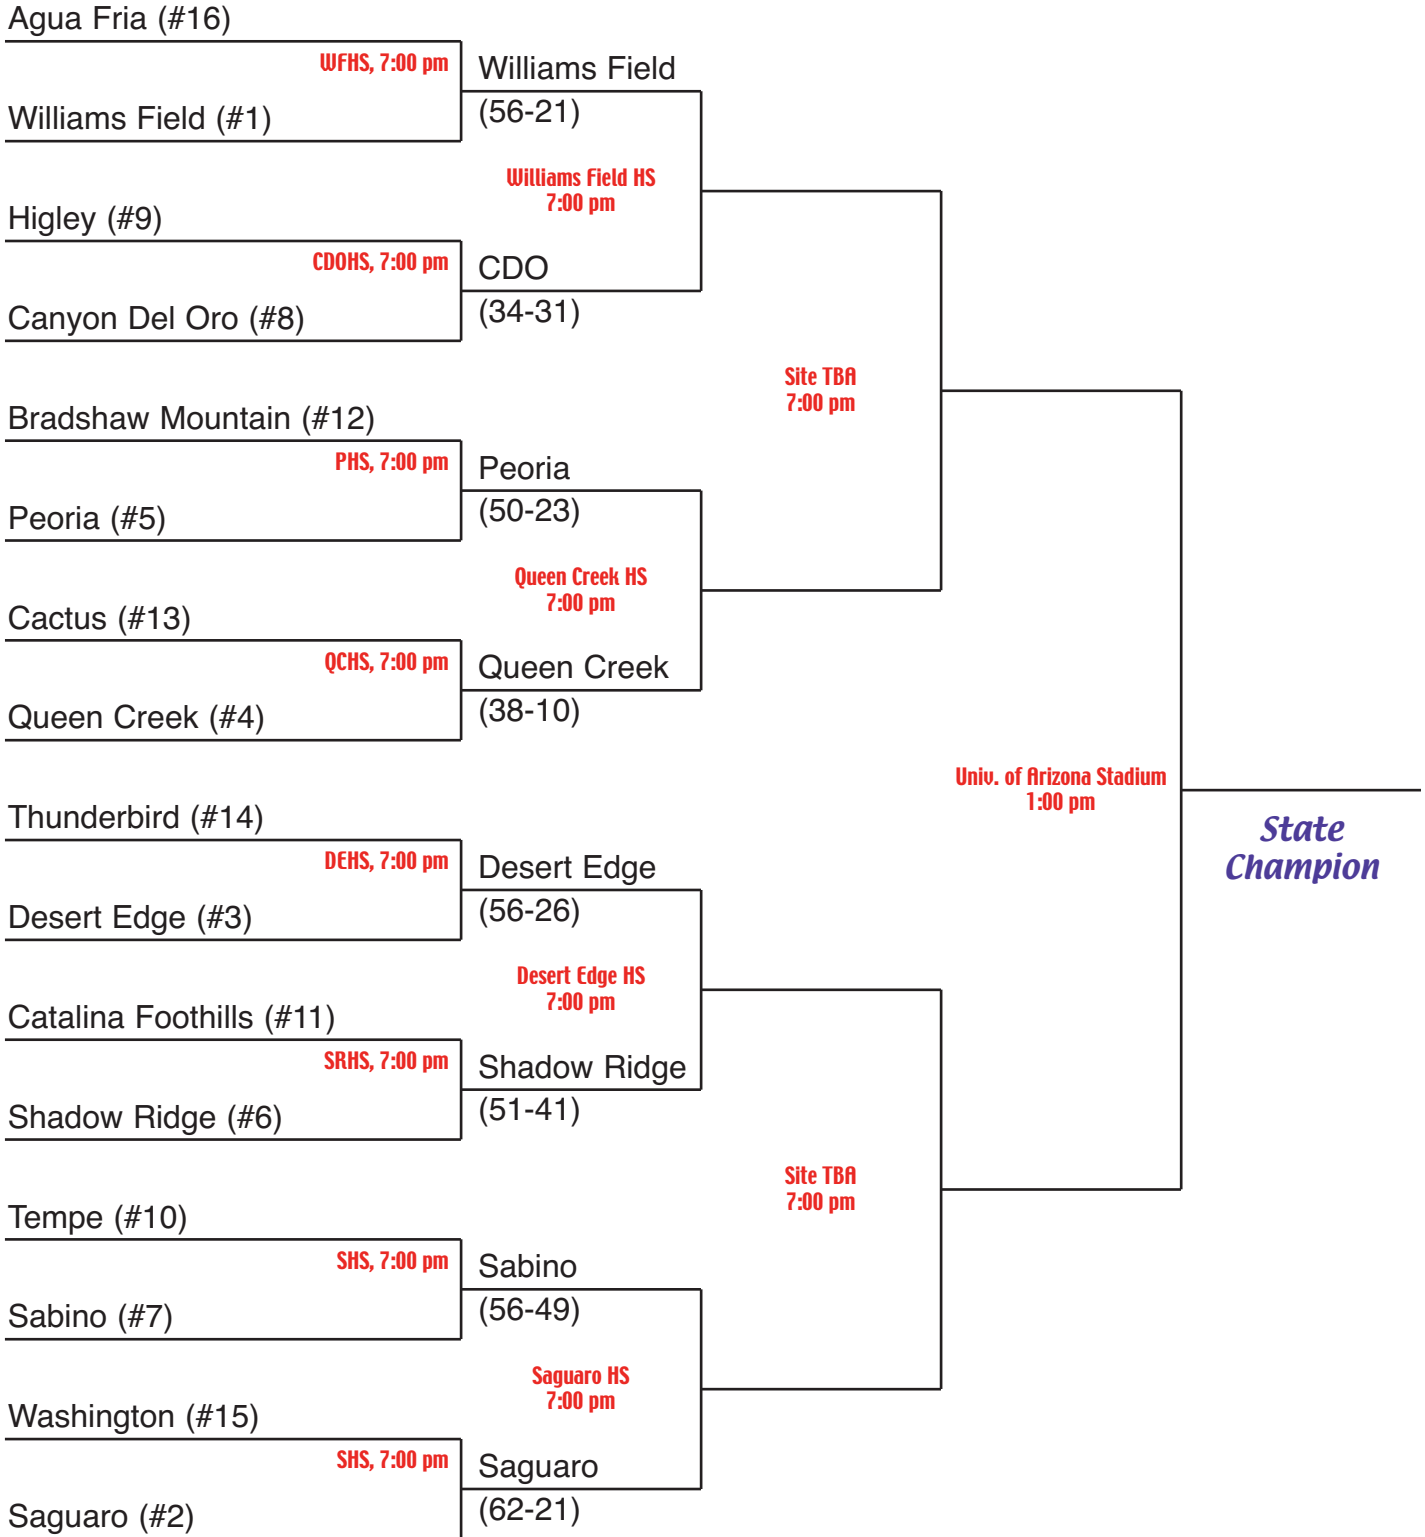 Agua Fria (#16)
WFHS, 7:00 pm
Williams Field
Williams Field (#1)
(56-21)
Williams Field HS
7:00 pm
Higley (#9)
CDOHS, 7:00 pm
CDO
Canyon Del Oro (#8)
(34-31)
Site TBA
7:00 pm
Bradshaw Mountain (#12)
PHS, 7:00 pm
Peoria
Peoria (#5)
(50-23)
Queen Creek HS
7:00 pm
Cactus (#13)
QCHS, 7:00 pm
Queen Creek
Queen Creek (#4)
(38-10)
Univ. of Arizona Stadium
1:00 pm
State
Champion
Thunderbird (#14)
DEHS, 7:00 pm
Desert Edge
Desert Edge (#3)
(56-26)
Desert Edge HS
7:00 pm
Catalina Foothills (#11)
SRHS, 7:00 pm
Shadow Ridge
Shadow Ridge (#6)
(51-41)
Site TBA
7:00 pm
Tempe (#10)
SHS, 7:00 pm
Sabino
Sabino (#7)
(56-49)
Saguaro HS
7:00 pm
Washington (#15)
SHS, 7:00 pm
Saguaro
Saguaro (#2)
(62-21)